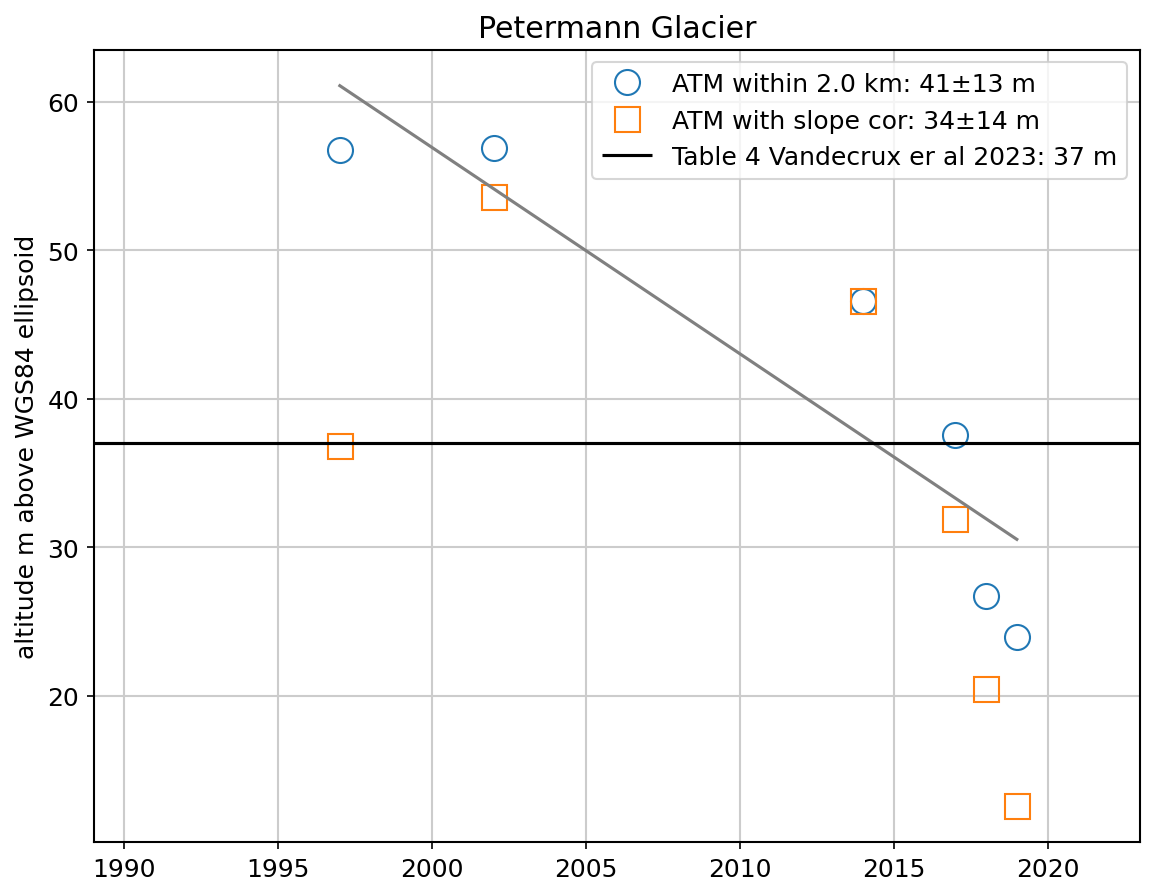 Petermann Glacier
ATM within 2.0 km: 41±13 m
ATM with slope cor: 34±14 m
Table 4 Vandecrux er al 2023: 37 m
altitude m above WGS84 ellipsoid
60
50
40
30
20
1990 1995 2000 2005 2010 2015 2020